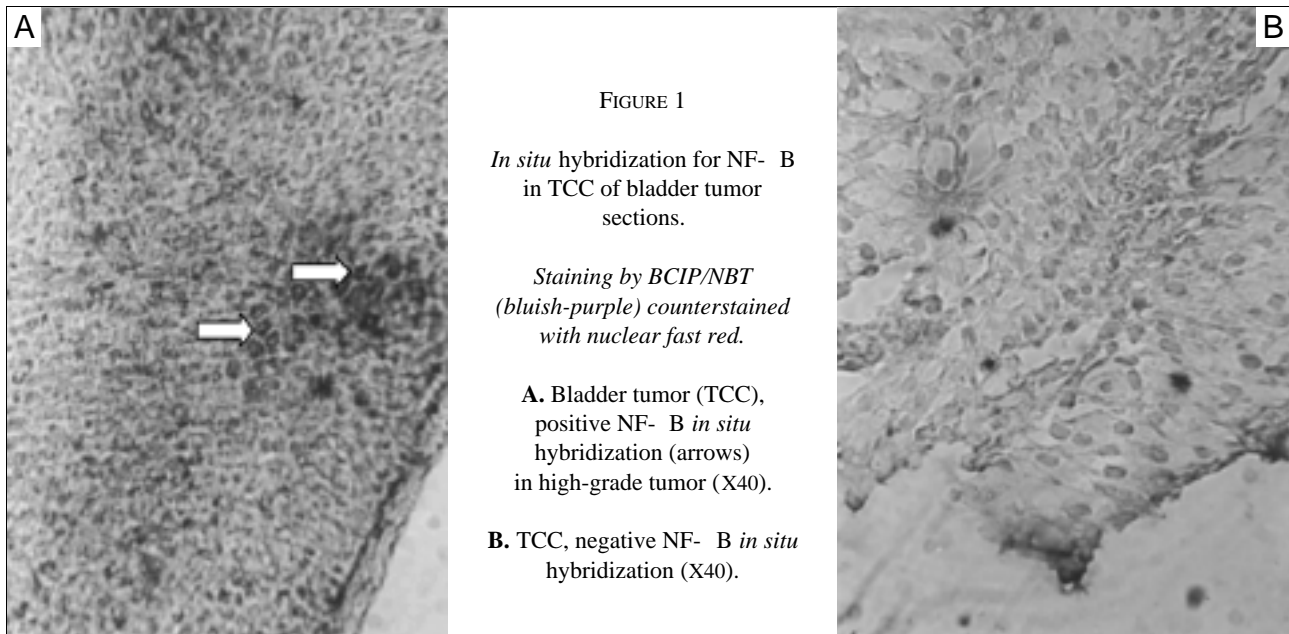 A
B
FIGURE 1
In situ hybridization for NF- B
in TCC of bladder tumor
sections.
Staining by BCIP/NBT
(bluish-purple) counterstained
with nuclear fast red.
A. Bladder tumor (TCC),
positive NF- B in situ
hybridization (arrows)
in high-grade tumor (X40).
B. TCC, negative NF- B in situ
hybridization (X40).